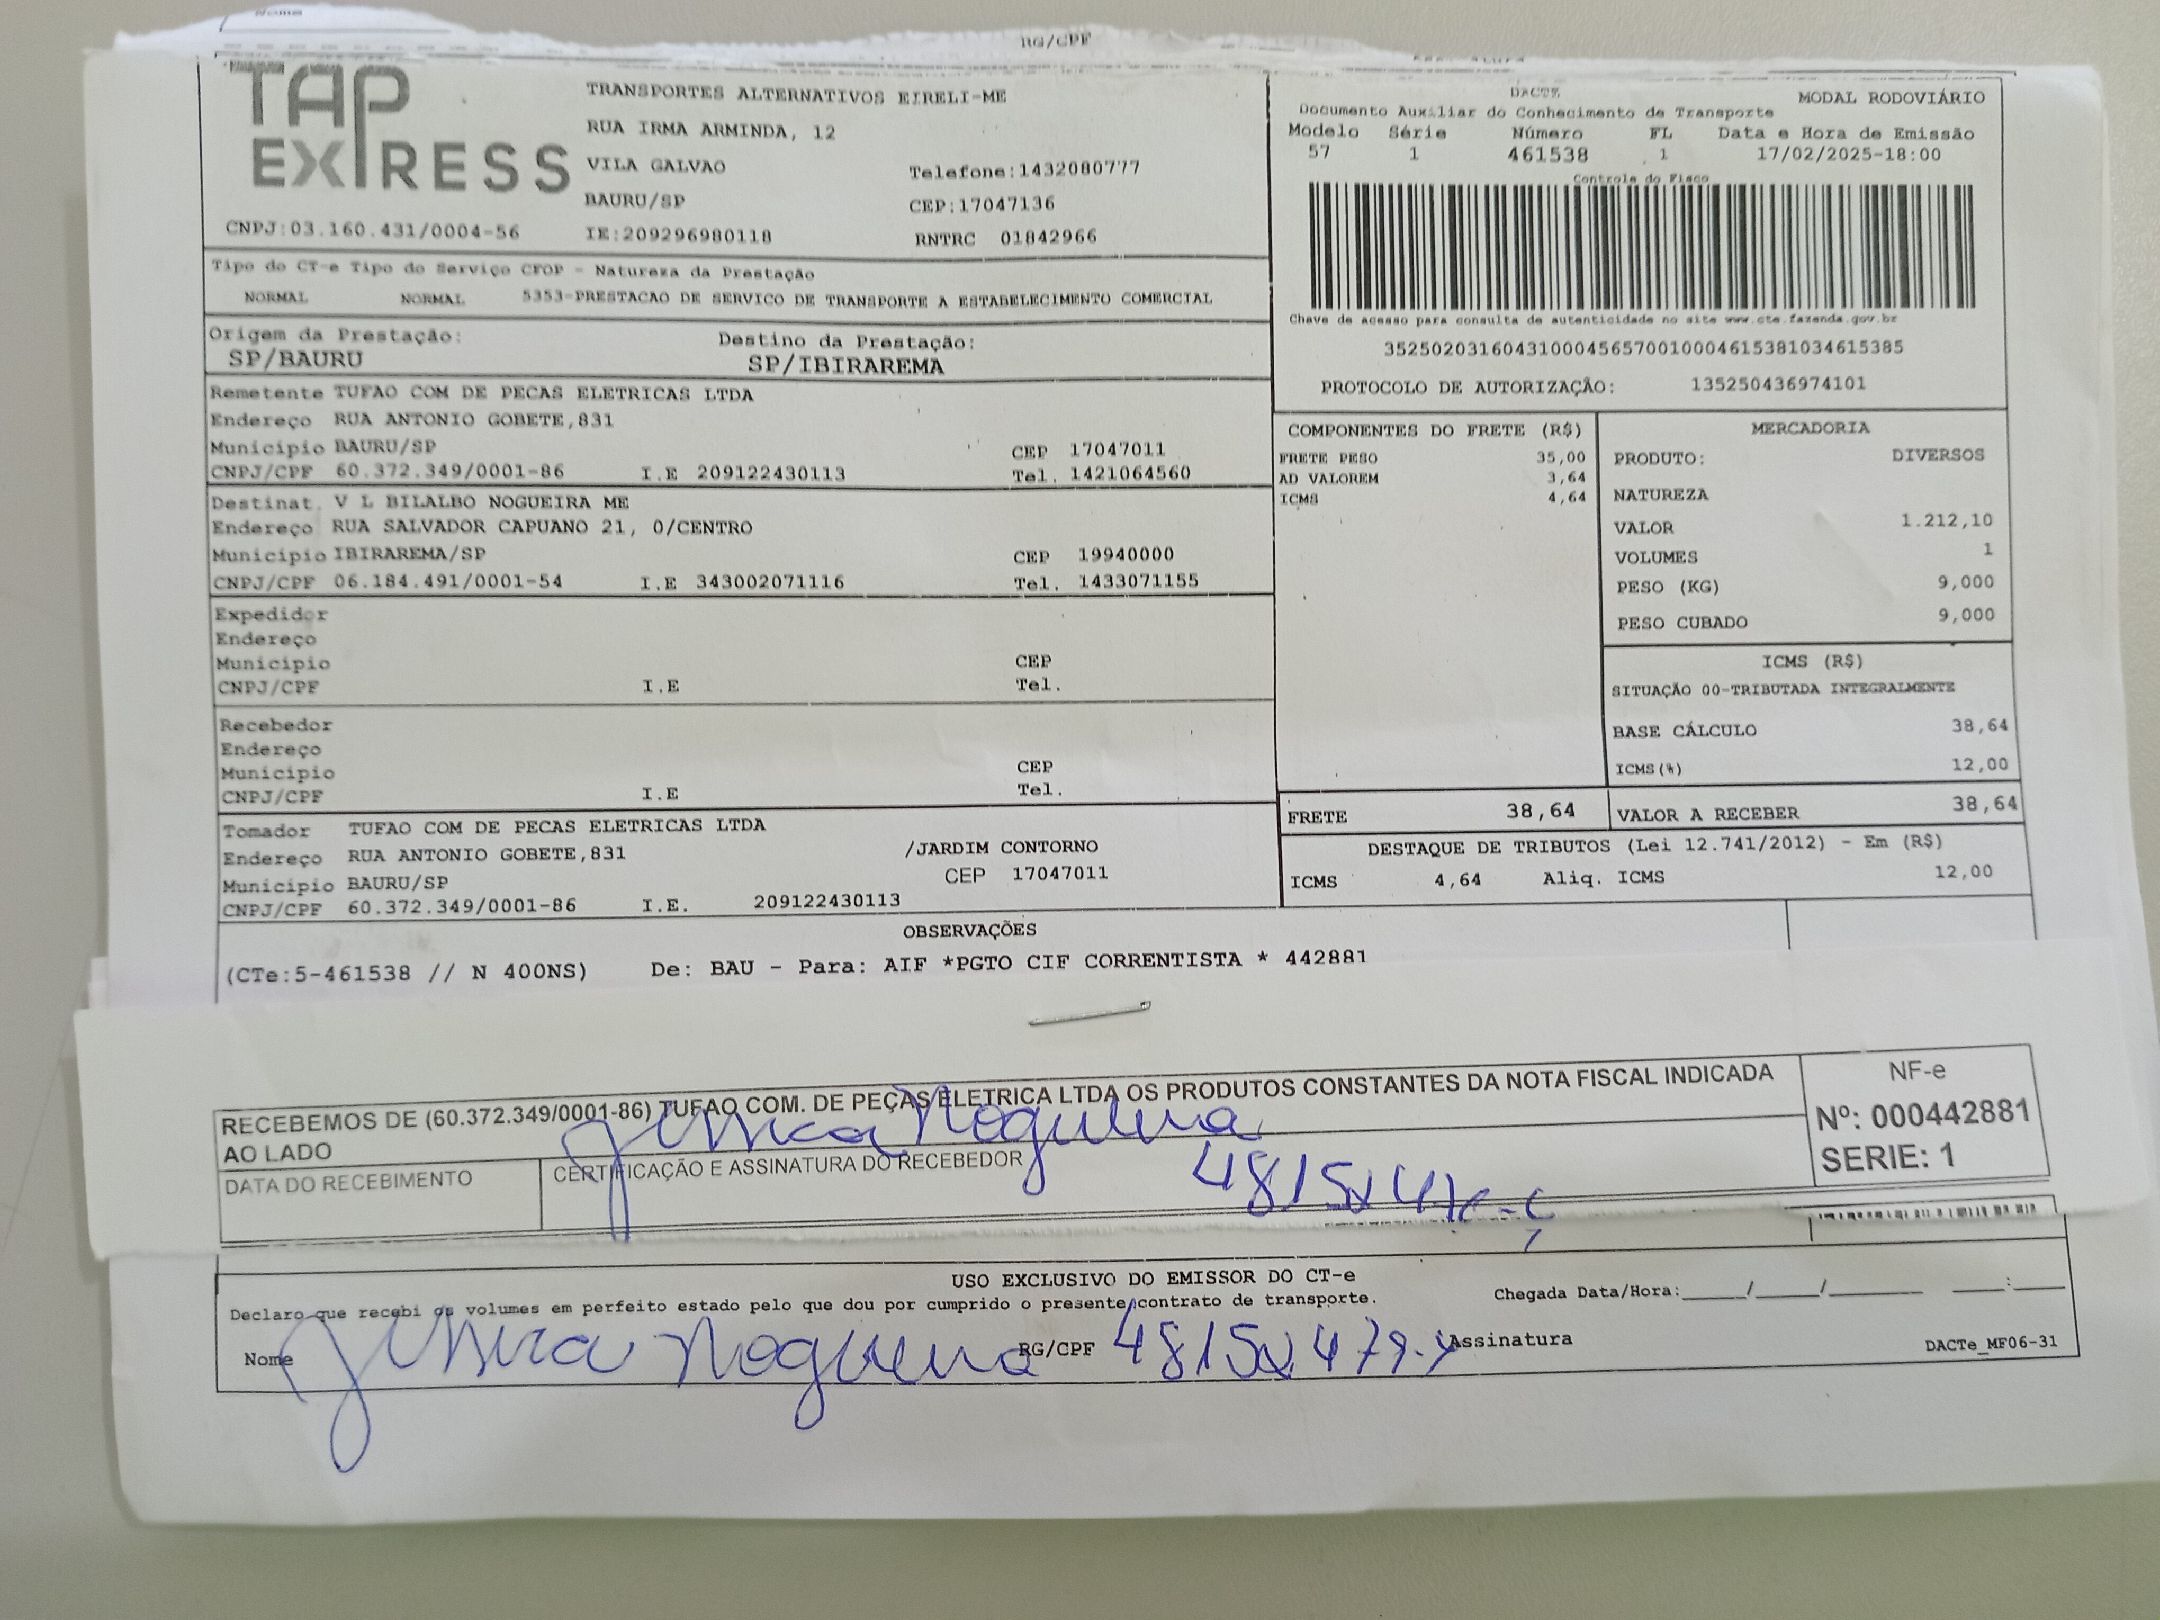 Nome
RG/CPF
TAP EXPRESS
TRANSPORTES ALTERNATIVOS EIRELI-ME
RUA IRMA ARMINDA, 12
VILA GALVAO Telefone:1432080777
BAURU/SP CEP:17047136
CNPJ:03.160.431/0004-56 IE:209296980118 RNTRC 01842966
DACTE MODAL RODOVIÁRIO
Documento Auxiliar do Conhecimento de Transporte
Modelo Série Número FL Data e Hora de Emissão
57 1 461538 1 17/02/2025-18:00
Controle do Fisco
Chave de acesso para consulta de autenticidade no site www.cte.fazenda.gov.br
35250203160431000456570010004615381034615385
PROTOCOLO DE AUTORIZAÇÃO: 135250436974101
Tipo do CT-e Tipo do Serviço CFOP - Natureza da Prestação
NORMAL NORMAL 5353-PRESTACAO DE SERVICO DE TRANSPORTE A ESTABELECIMENTO COMERCIAL
Origem da Prestação: Destino da Prestação:
SP/BAURU SP/IBIRAREMA
Remetente TUFAO COM DE PECAS ELETRICAS LTDA
Endereço RUA ANTONIO GOBETE,831
Município BAURU/SP CEP 17047011
CNPJ/CPF 60.372.349/0001-86 I.E 209122430113 Tel. 1421064560
Destinat. V L BILALBO NOGUEIRA ME
Endereço RUA SALVADOR CAPUANO 21, 0/CENTRO
Município IBIRAREMA/SP CEP 19940000
CNPJ/CPF 06.184.491/0001-54 I.E 343002071116 Tel. 1433071155
Expedidor
Endereço
Município CEP
CNPJ/CPF I.E Tel.
Recebedor
Endereço
Município CEP
CNPJ/CPF I.E Tel.
Tomador TUFAO COM DE PECAS ELETRICAS LTDA
Endereço RUA ANTONIO GOBETE,831 /JARDIM CONTORNO
Município BAURU/SP CEP 17047011
CNPJ/CPF 60.372.349/0001-86 I.E. 209122430113
COMPONENTES DO FRETE (R$)
FRETE PESO 35,00
AD VALOREM 3,64
ICMS 4,64
MERCADORIA
PRODUTO: DIVERSOS
NATUREZA
VALOR 1.212,10
VOLUMES 1
PESO (KG) 9,000
PESO CUBADO 9,000
ICMS (R$)
SITUAÇÃO 00-TRIBUTADA INTEGRALMENTE
BASE CÁLCULO 38,64
ICMS(%) 12,00
FRETE 38,64 VALOR A RECEBER 38,64
DESTAQUE DE TRIBUTOS (Lei 12.741/2012) - Em (R$)
ICMS 4,64 Aliq. ICMS 12,00
OBSERVAÇÕES
(CTe:5-461538 // N 400NS) De: BAU - Para: AIF *PGTO CIF CORRENTISTA * 442881
RECEBEMOS DE (60.372.349/0001-86) TUFAO COM. DE PEÇAS ELETRICA LTDA OS PRODUTOS CONSTANTES DA NOTA FISCAL INDICADA
AO LADO
NF-e
Nº: 000442881
SERIE: 1
Nogueira
DATA DO RECEBIMENTO CERTIFICAÇÃO E ASSINATURA DO RECEBEDOR
USO EXCLUSIVO DO EMISSOR DO CT-e
Declaro que recebi os volumes em perfeito estado pelo que dou por cumprido o presente contrato de transporte. Chegada Data/Hora:____/____/____ ____:____
Nome Nogueira RG/CPF Assinatura DACTe_MF06-31